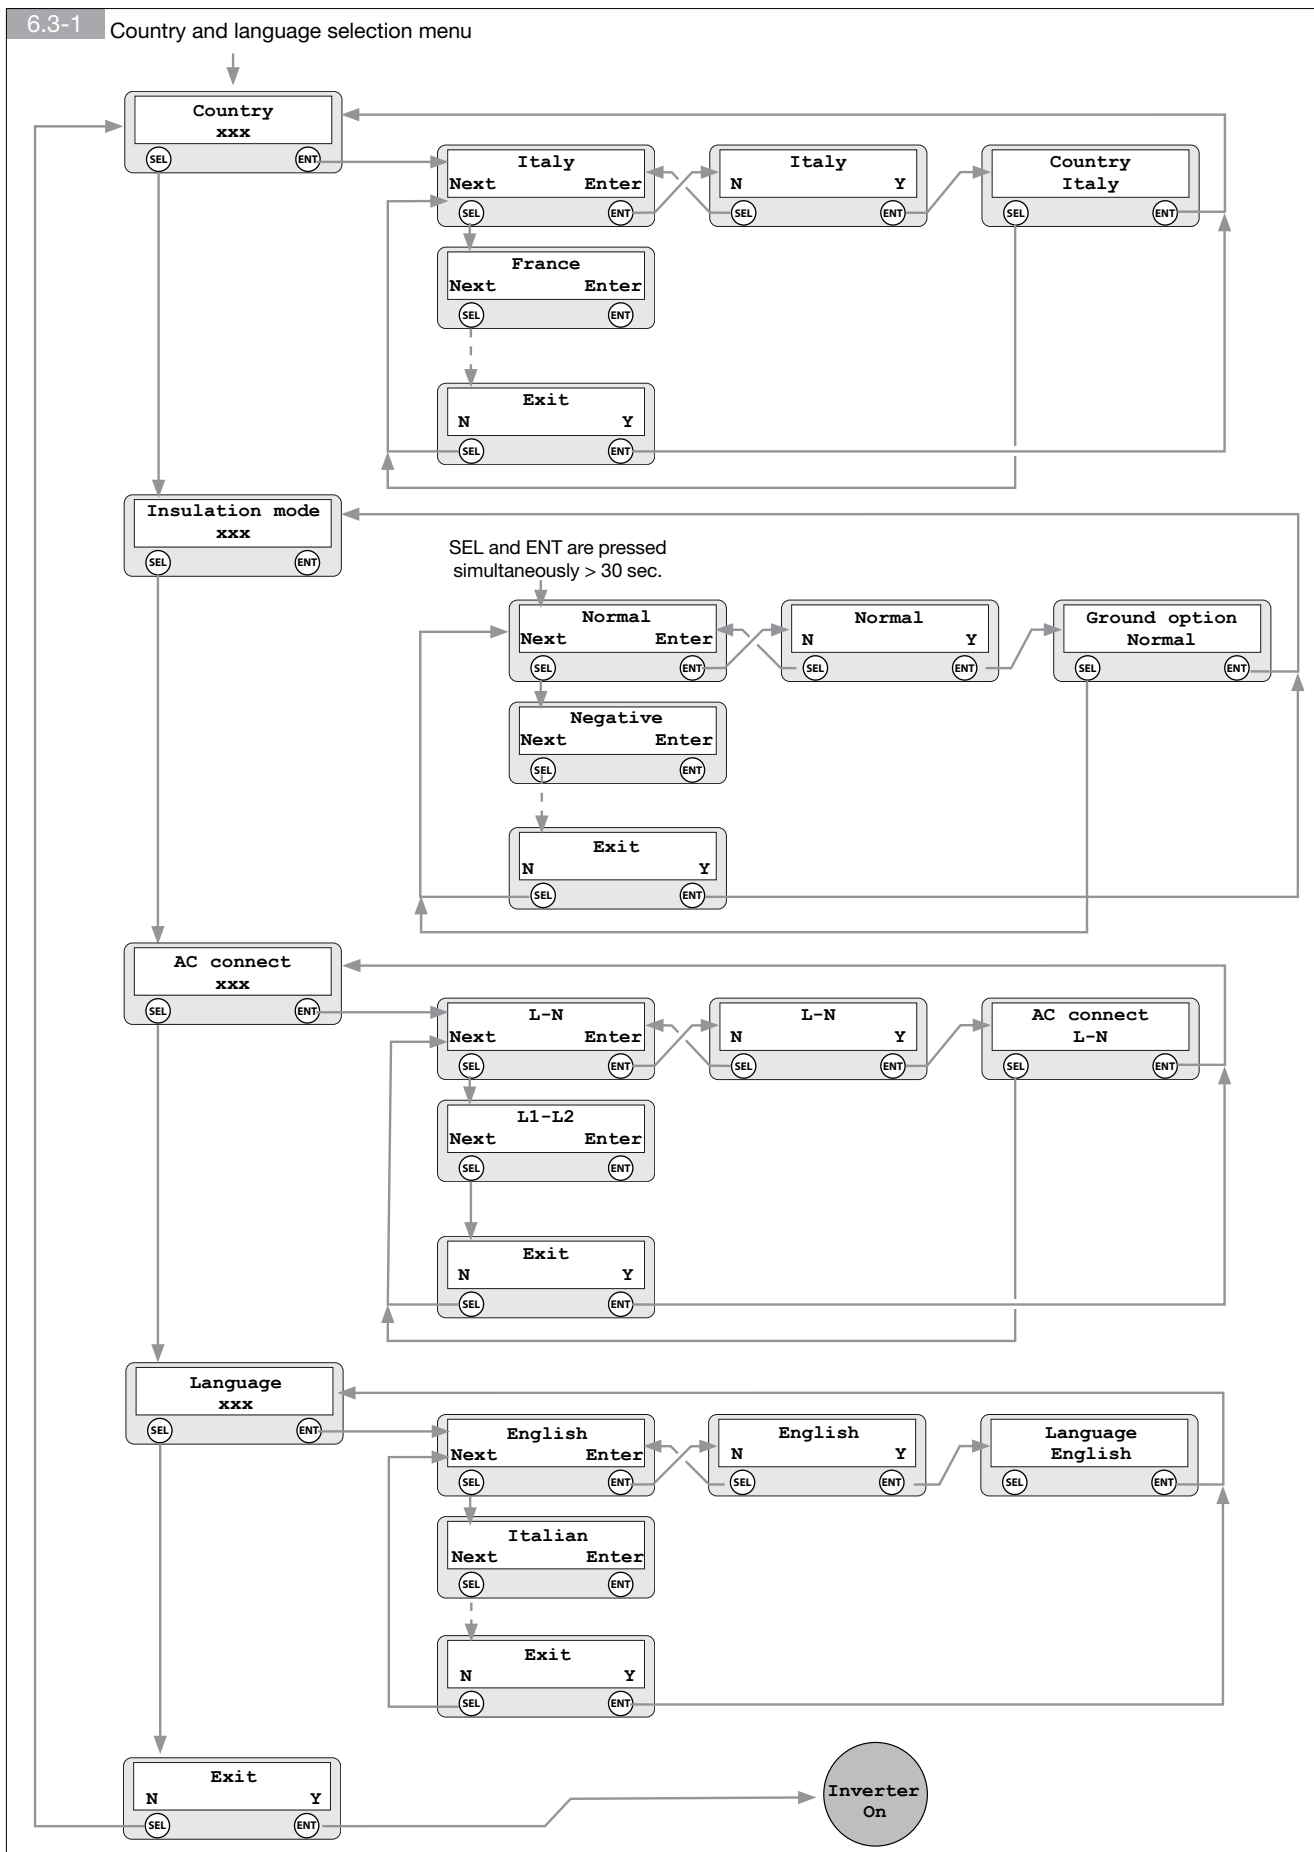 6.3-1 Country and language selection menu
Country
xxx
SEL ENT
Italy
Next Enter
SEL ENT
Italy
N Y
SEL ENT
Country
Italy
SEL ENT
France
Next Enter
SEL ENT
Exit
N Y
SEL ENT
Insulation mode
xxx
SEL ENT
SEL and ENT are pressed
simultaneously > 30 sec.
Normal
Next Enter
SEL ENT
Normal
N Y
SEL ENT
Ground option
Normal
SEL ENT
Negative
Next Enter
SEL ENT
Exit
N Y
SEL ENT
AC connect
xxx
SEL ENT
L-N
Next Enter
SEL ENT
L-N
N Y
SEL ENT
AC connect
L-N
SEL ENT
L1-L2
Next Enter
SEL ENT
Exit
N Y
SEL ENT
Language
xxx
SEL ENT
English
Next Enter
SEL ENT
English
N Y
SEL ENT
Language
English
SEL ENT
Italian
Next Enter
SEL ENT
Exit
N Y
SEL ENT
Exit
N Y
SEL ENT
Inverter
On